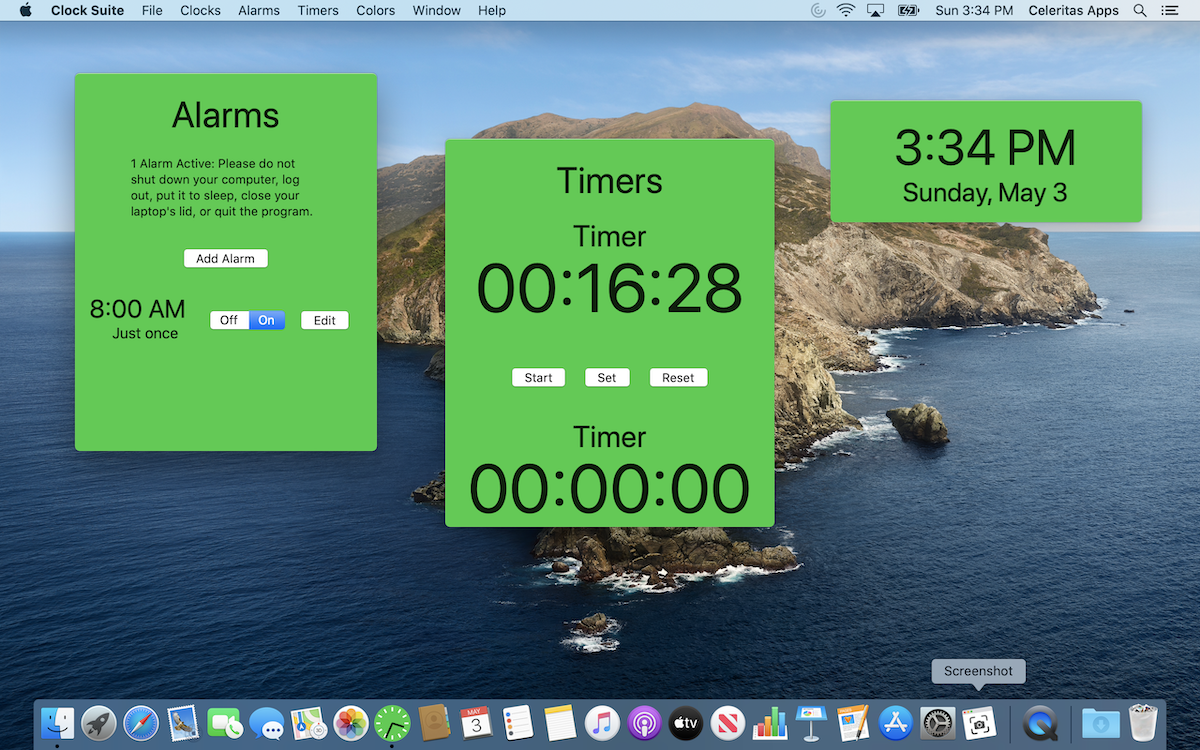 Clock Suite File Clocks Alarms Timers Colors Window Help Sun 3:34 PM Celeritas Apps
Alarms
1 Alarm Active: Please do not
shut down your computer, log
out, put it to sleep, close your
laptop's lid, or quit the program.
Add Alarm
8:00 AM
Just once
Off On Edit
Timers
Timer
00:16:28
Start Set Reset
Timer
00:00:00
3:34 PM
Sunday, May 3
Screenshot
MAY
3
tv